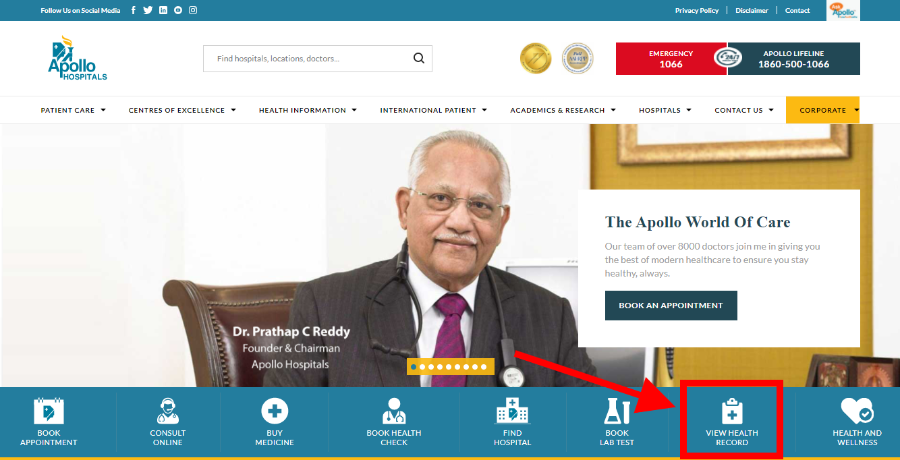 Follow Us on Social Media
Privacy Policy | Disclaimer | Contact
Ask
Apollo
Apollo
HOSPITALS
Find hospitals, locations, doctors...
EMERGENCY
1066
24/7
APOLLO LIFELINE
1860-500-1066
PATIENT CARE
CENTRES OF EXCELLENCE
HEALTH INFORMATION
INTERNATIONAL PATIENT
ACADEMICS & RESEARCH
HOSPITALS
CONTACT US
CORPORATE
The Apollo World Of Care
Our team of over 8000 doctors join me in giving you
the best of modern healthcare to ensure you stay
healthy, always.
BOOK AN APPOINTMENT
Dr. Prathap C Reddy
Founder & Chairman
Apollo Hospitals
BOOK
APPOINTMENT
CONSULT
ONLINE
BUY
MEDICINE
BOOK HEALTH
CHECK
FIND
HOSPITAL
BOOK
LAB TEST
VIEW HEALTH
RECORD
HEALTH AND
WELLNESS